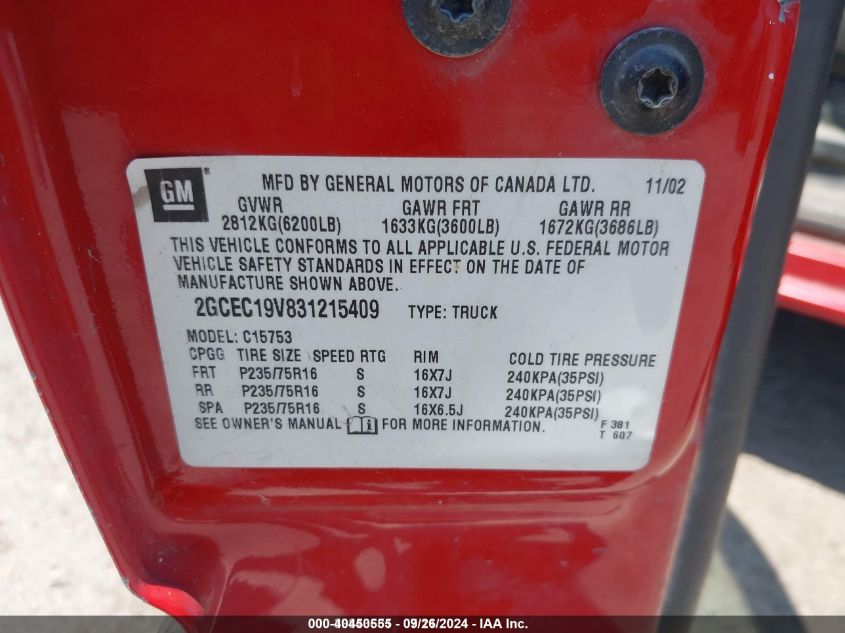 GM ® MFD BY GENERAL MOTORS OF CANADA LTD. 11/02
GVWR GAWR FRT GAWR RR
2812KG(6200LB) 1633KG(3600LB) 1672KG(3686LB)
THIS VEHICLE CONFORMS TO ALL APPLICABLE U.S. FEDERAL MOTOR
VEHICLE SAFETY STANDARDS IN EFFECT ON THE DATE OF
MANUFACTURE SHOWN ABOVE.
2GCEC19V831215409 TYPE: TRUCK
MODEL: C15753
CPGG TIRE SIZE SPEED RTG RIM COLD TIRE PRESSURE
FRT P235/75R16 S 16X7J 240KPA(35PSI)
RR P235/75R16 S 16X7J 240KPA(35PSI)
SPA P235/75R16 S 16X6.5J 240KPA(35PSI)
SEE OWNER'S MANUAL i FOR MORE INFORMATION. F 381
T 607
000-40450555 - 09/26/2024 - IAA Inc.